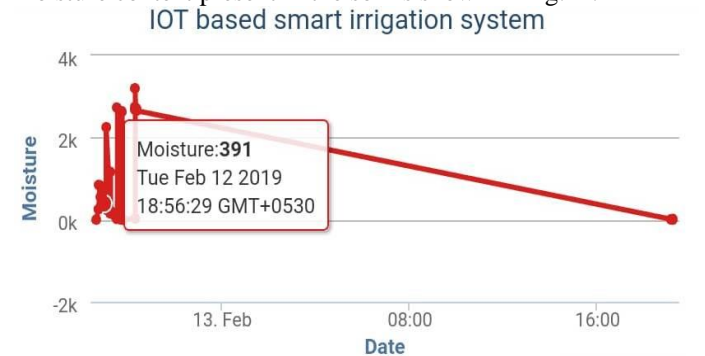 IOT based smart irrigation system
4k
2k
0k
-2k
Moisture
Moisture:391
Tue Feb 12 2019
18:56:29 GMT+0530
13. Feb
08:00
16:00
Date